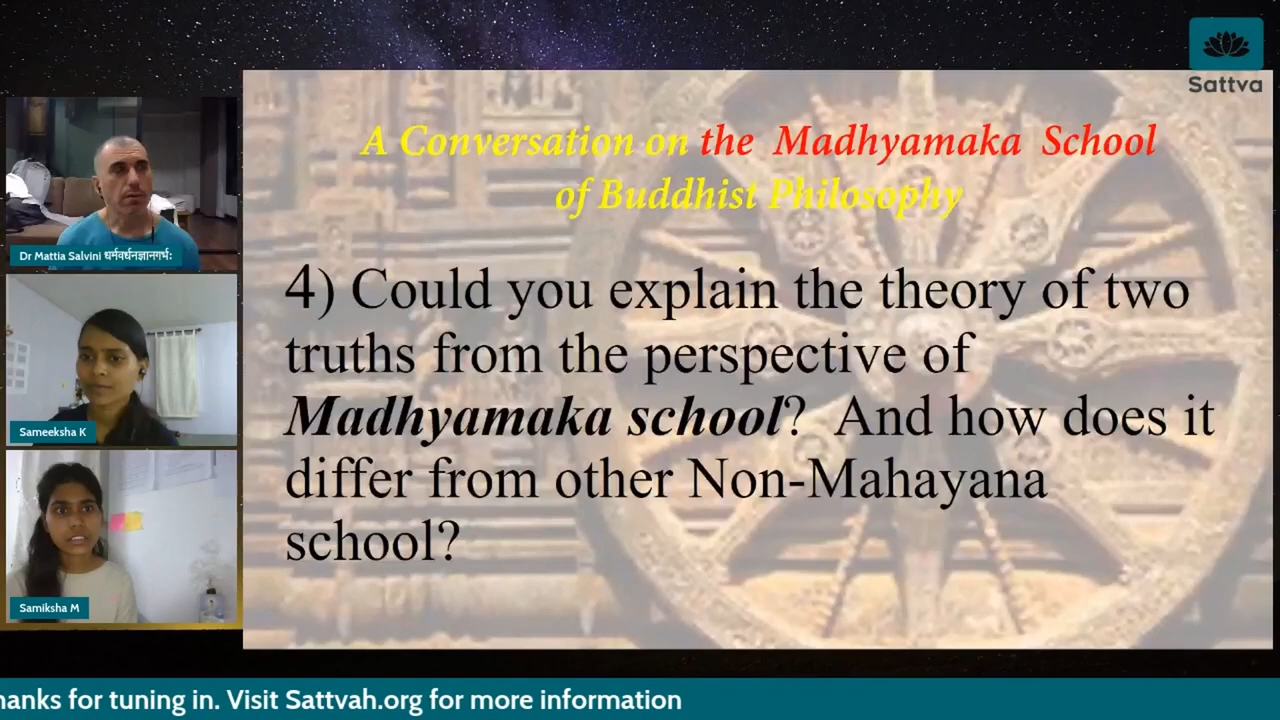 Sattva
A Conversation on the Madhyamaka School
of Buddhist Philosophy
4) Could you explain the theory of two
truths from the perspective of
Madhyamaka school? And how does it
differ from other Non-Mahayana
school?
Dr Mattia Salvini धर्मवर्धनज्ञानगर्भः
Sameeksha K
Samiksha M
hanks for tuning in. Visit Sattvah.org for more information